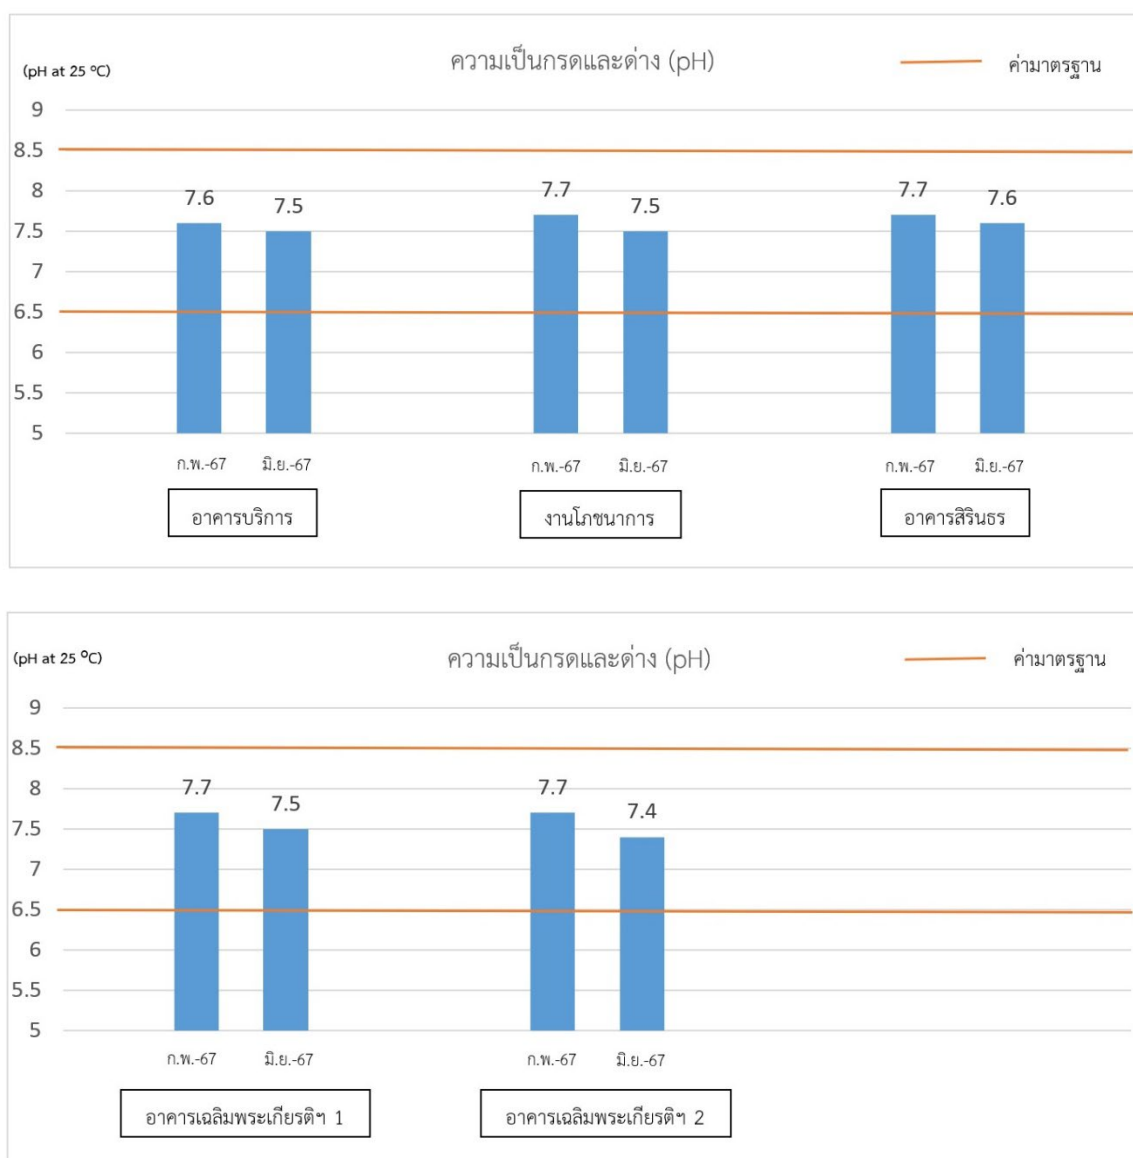 ความเป็นกรดและด่าง (pH)
(pH at 25 °C)
ค่ามาตรฐาน
9
8.5
8
7.5
7
6.5
6
5.5
5
7.6 7.5 7.7 7.5 7.7 7.6
ก.พ.-67 มิ.ย.-67 ก.พ.-67 มิ.ย.-67 ก.พ.-67 มิ.ย.-67
อาคารบริการ งานโภชนาการ อาคารสิรินธร
ความเป็นกรดและด่าง (pH)
(pH at 25 °C)
ค่ามาตรฐาน
9
8.5
8
7.5
7
6.5
6
5.5
5
7.7 7.5 7.7 7.4
ก.พ.-67 มิ.ย.-67 ก.พ.-67 มิ.ย.-67
อาคารเฉลิมพระเกียรติฯ 1 อาคารเฉลิมพระเกียรติฯ 2